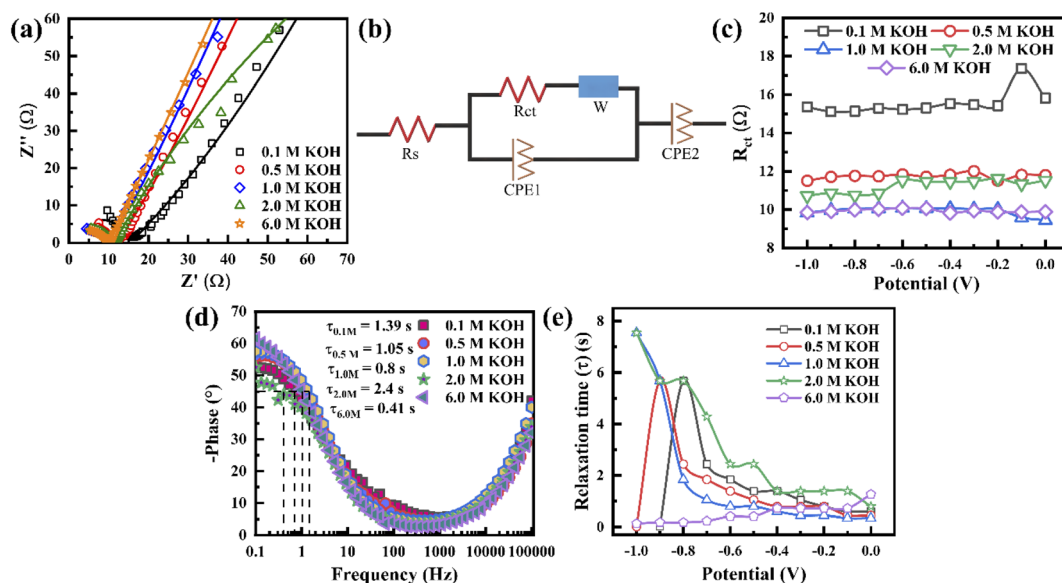 (a)
60
50
40
30
20
10
0
Z'' (Ω)
0 10 20 30 40 50 60 70
Z' (Ω)
0.1 M KOH
0.5 M KOH
1.0 M KOH
2.0 M KOH
6.0 M KOH
(b)
Rs
Rct
W
CPE1
CPE2
(c)
20
18
16
14
12
10
8
R_ct (Ω)
0.1 M KOH 0.5 M KOH
1.0 M KOH 2.0 M KOH
6.0 M KOH
-1.0 -0.8 -0.6 -0.4 -0.2 0.0
Potential (V)
(d)
70
60
50
40
30
20
10
0
-Phase (°)
τ0.1M = 1.39 s
τ0.5 M = 1.05 s
τ1.0M = 0.8 s
τ2.0M = 2.4 s
τ6.0M = 0.41 s
0.1 M KOH
0.5 M KOH
1.0 M KOH
2.0 M KOH
6.0 M KOH
0.1 1 10 100 1000 10000 100000
Frequency (Hz)
(e)
8
6
4
2
0
Relaxation time (τ) (s)
0.1 M KOH
0.5 M KOH
1.0 M KOH
2.0 M KOH
6.0 M KOH
-1.0 -0.8 -0.6 -0.4 -0.2 0.0
Potential (V)